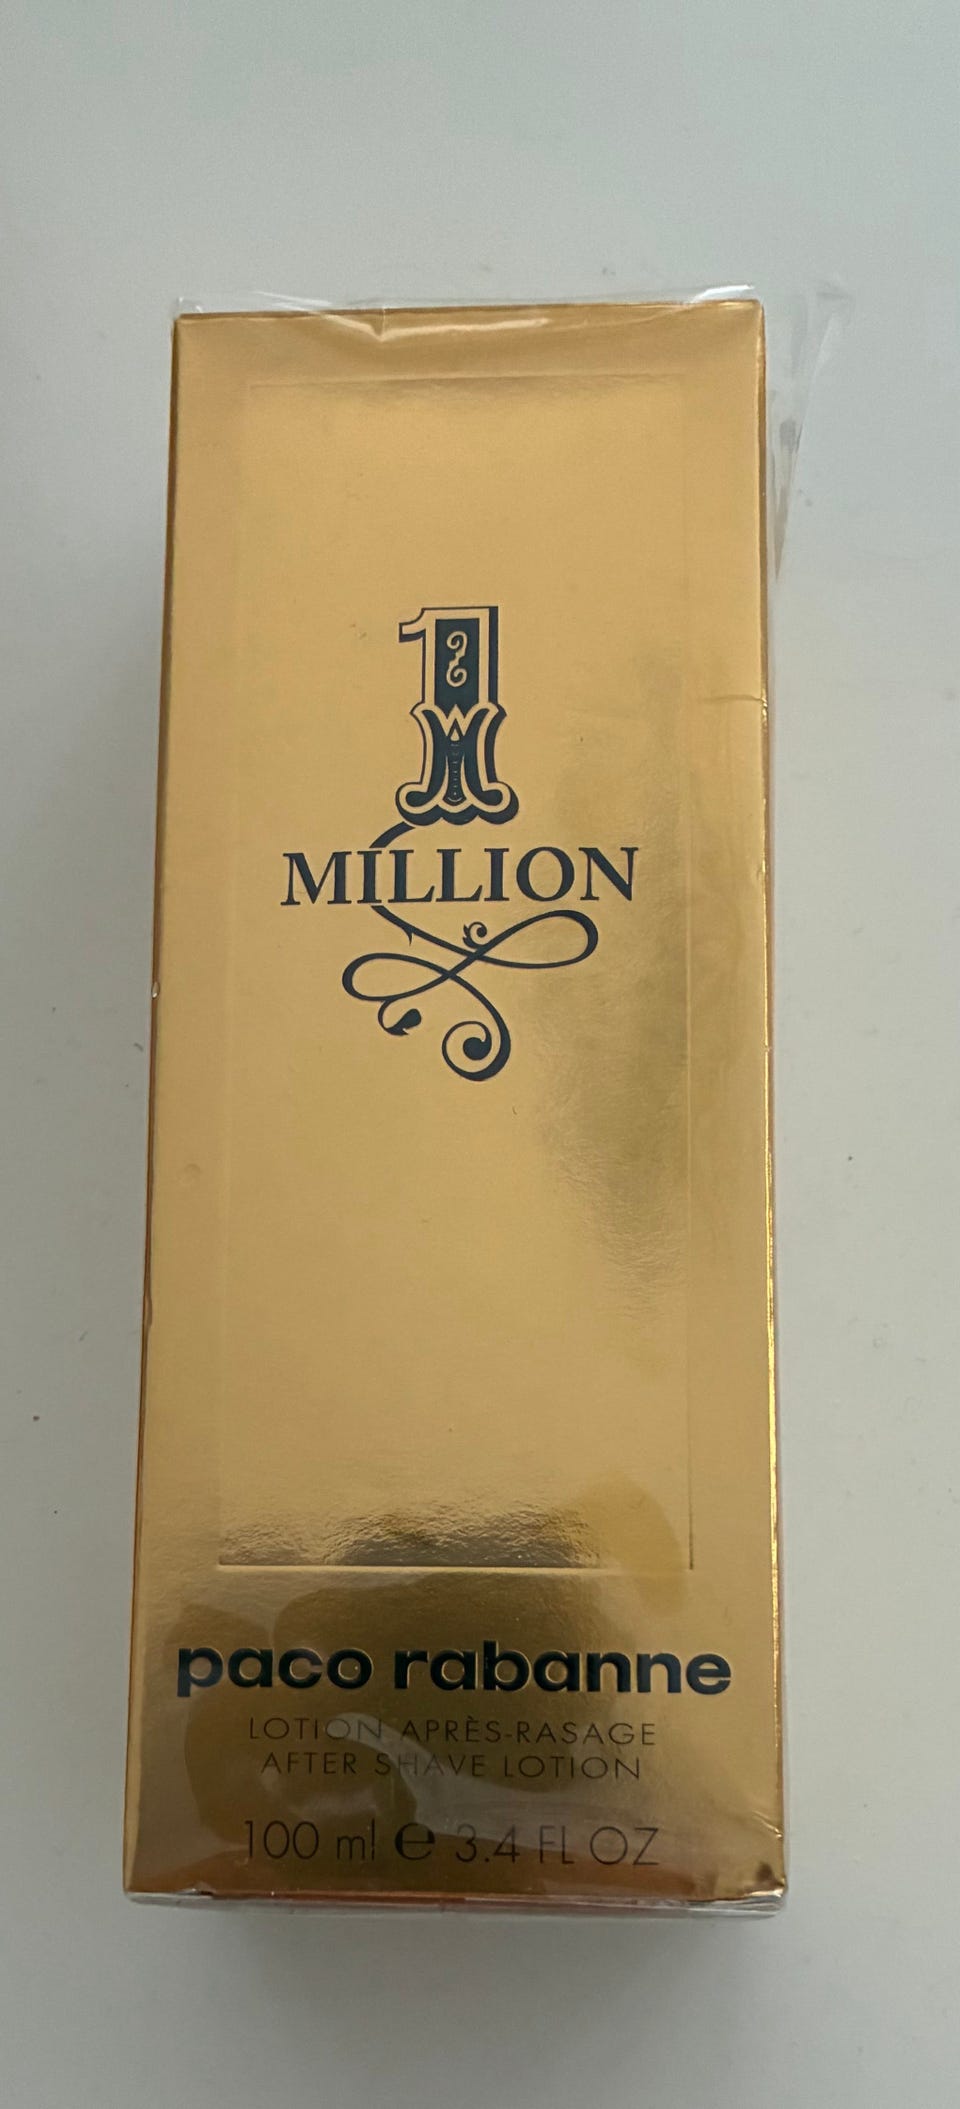 1
MILLION
paco rabanne
LOTION APRÈS-RASAGE
AFTER SHAVE LOTION
100 ml ℮ 3.4 FL OZ